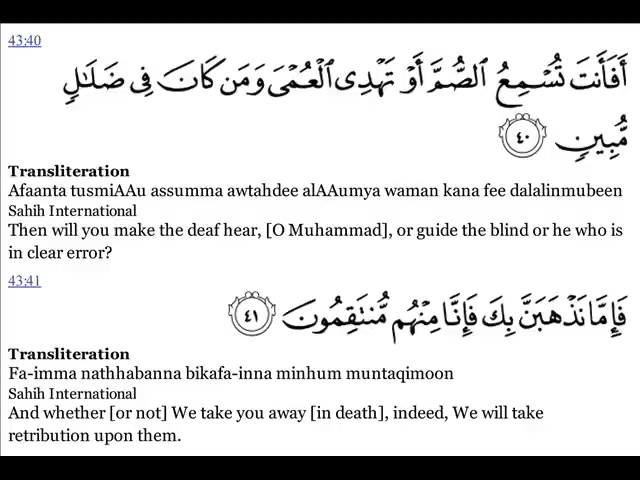 43:40
أَفَأَنتَ تُسْمِعُ ٱلصُّمَّ أَوْ تَهْدِى ٱلْعُمْىَ وَمَن كَانَ فِى ضَلَـٰلٍ
مُّبِينٍ ٤٠
Transliteration
Afaanta tusmiAAu assumma awtahdee alAAumya waman kana fee dalalinmubeen
Sahih International
Then will you make the deaf hear, [O Muhammad], or guide the blind or he who is
in clear error?
43:41
فَإِمَّا نَذْهَبَنَّ بِكَ فَإِنَّا مِنْهُم مُّنتَقِمُونَ ٤١
Transliteration
Fa-imma nathhabanna bikafa-inna minhum muntaqimoon
Sahih International
And whether [or not] We take you away [in death], indeed, We will take
retribution upon them.